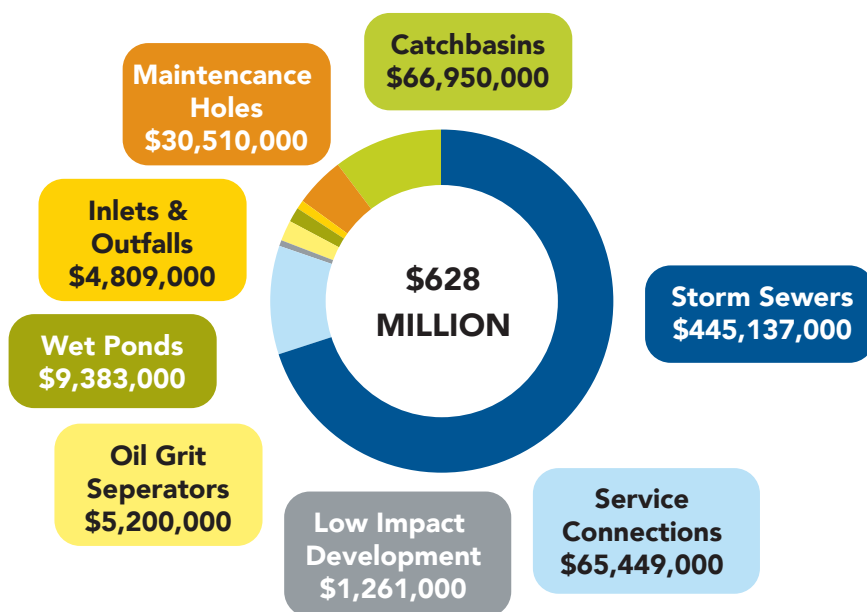 Catchbasins
$66,950,000
Maintencance
Holes
$30,510,000
Inlets &
Outfalls
$4,809,000
$628
MILLION
Storm Sewers
$445,137,000
Wet Ponds
$9,383,000
Oil Grit
Seperators
$5,200,000
Low Impact
Development
$1,261,000
Service
Connections
$65,449,000